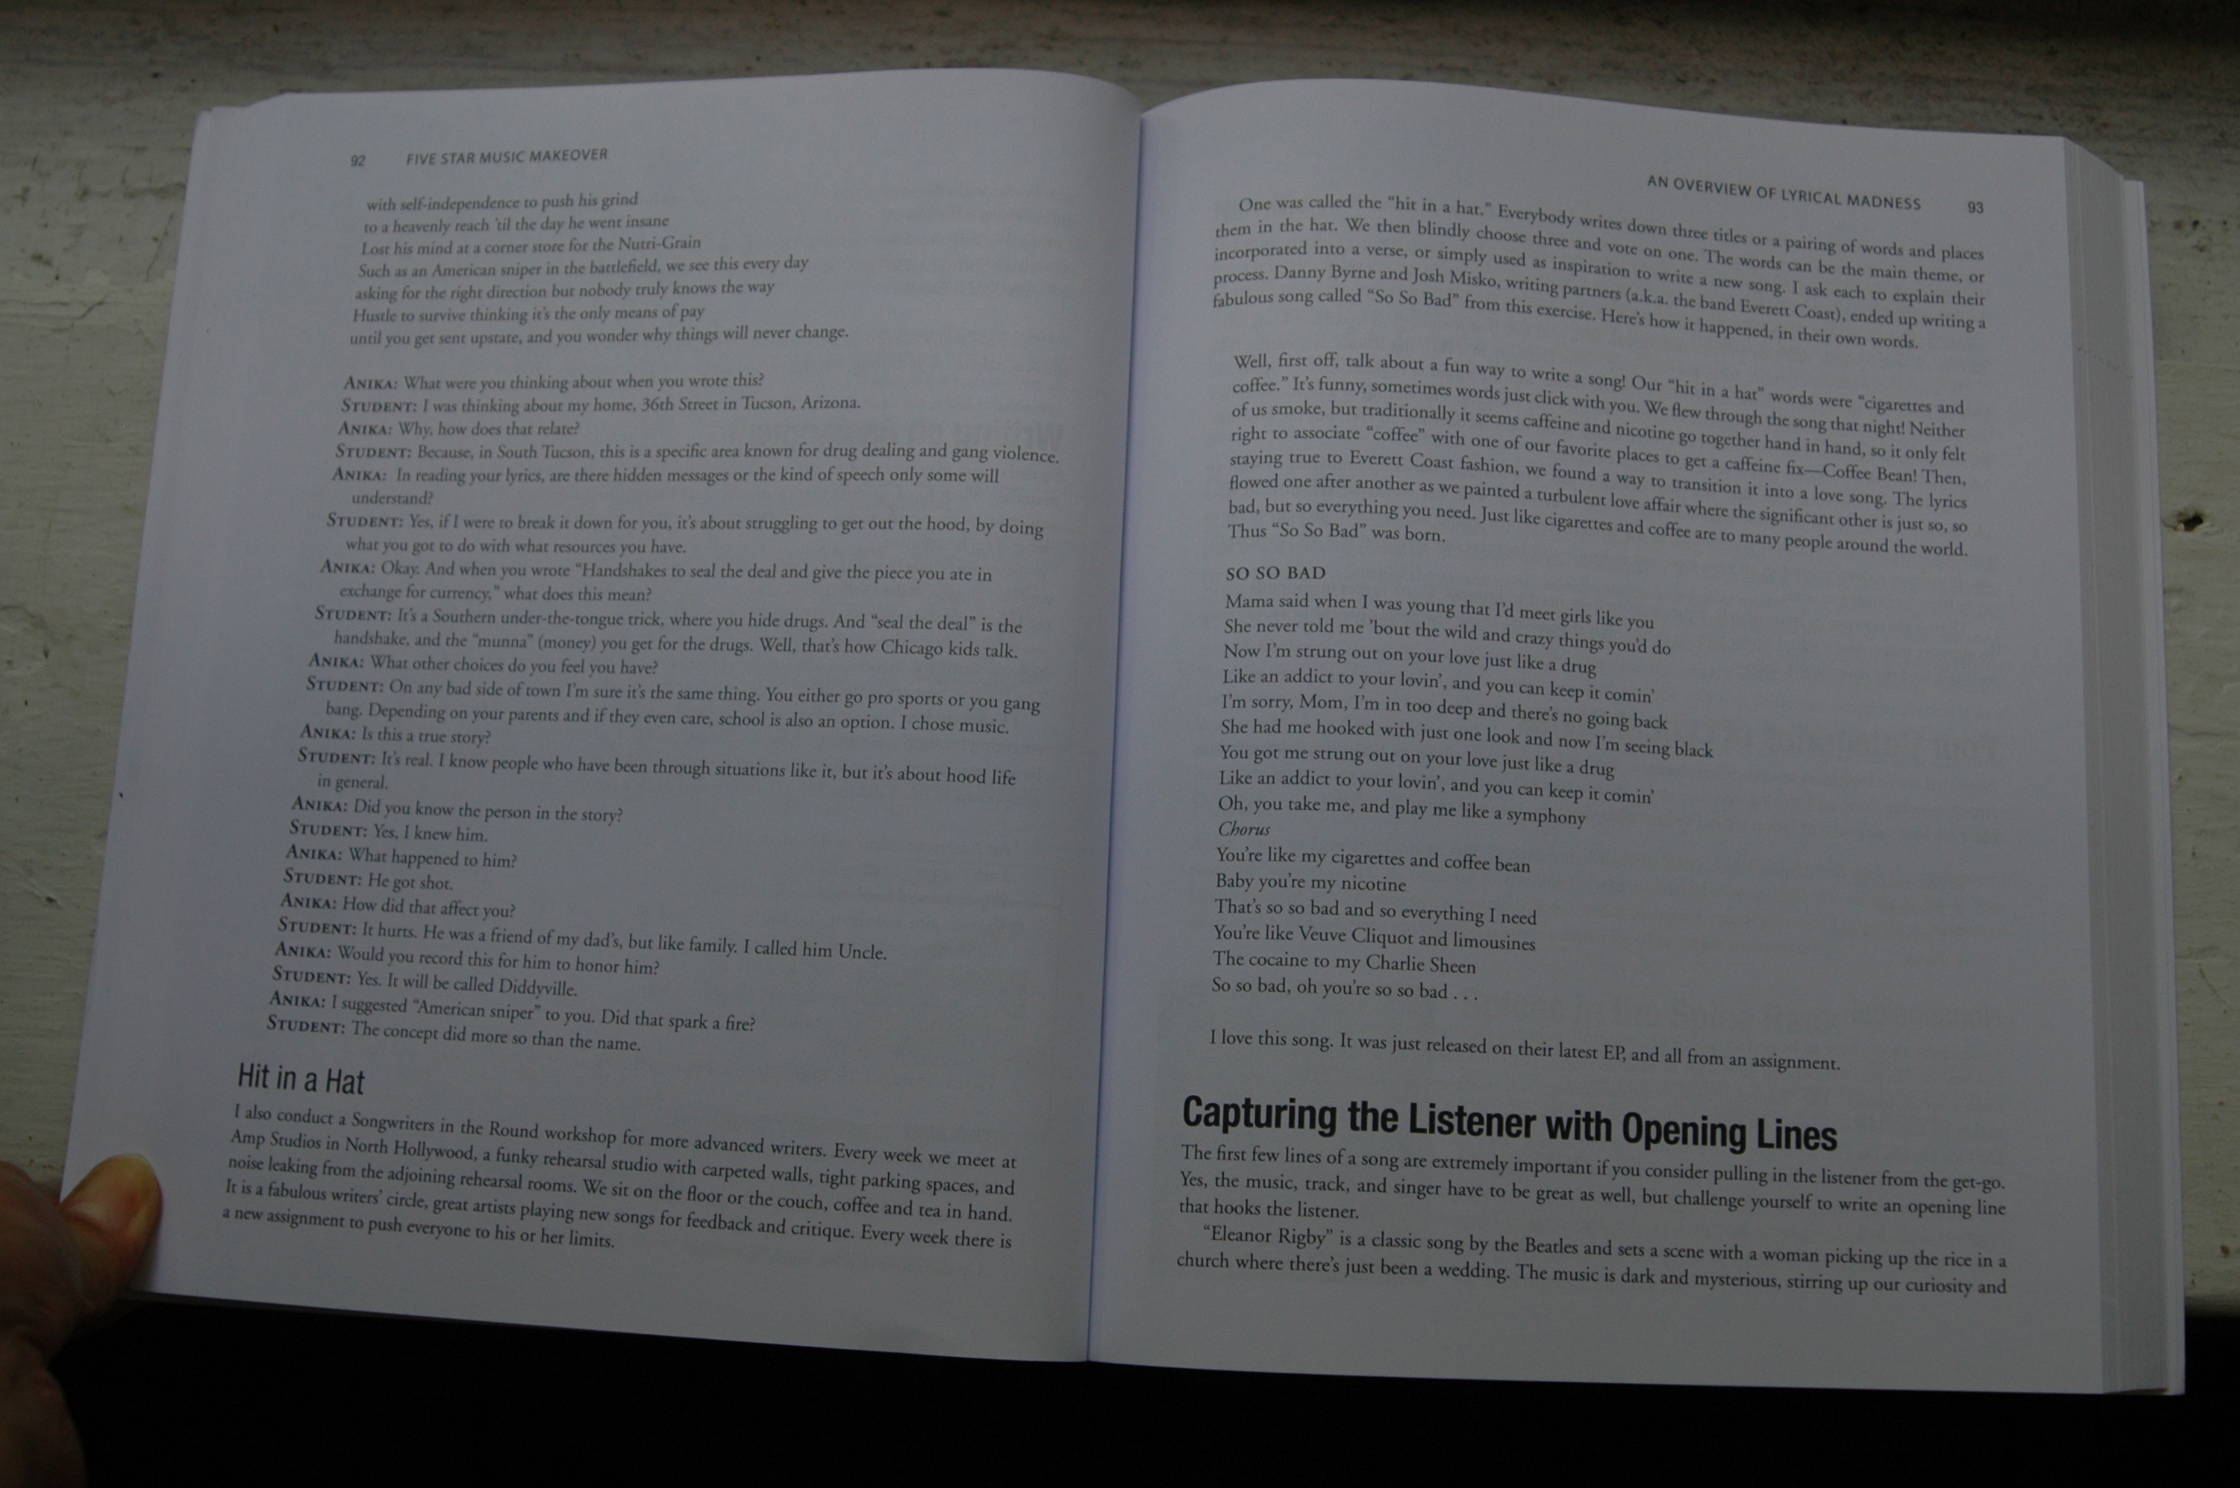 92 FIVE STAR MUSIC MAKEOVER
with self-independence to push his grind
to a heavenly reach 'til the day he went insane
Lost his mind at a corner store for the Nutri-Grain
Such as an American sniper in the battlefield, we see this every day
asking for the right direction but nobody truly knows the way
Hustle to survive thinking it's the only means of pay
until you get sent upstate, and you wonder why things will never change.
ANIKA: What were you thinking about when you wrote this?
STUDENT: I was thinking about my home, 36th Street in Tucson, Arizona.
ANIKA: Why, how does that relate?
STUDENT: Because, in South Tucson, this is a specific area known for drug dealing and gang violence.
ANIKA: In reading your lyrics, are there hidden messages or the kind of speech only some will
understand?
STUDENT: Yes, if I were to break it down for you, it's about struggling to get out the hood, by doing
what you got to do with what resources you have.
ANIKA: Okay. And when you wrote "Handshakes to seal the deal and give the piece you ate in
exchange for currency," what does this mean?
STUDENT: It's a Southern under-the-tongue trick, where you hide drugs. And "seal the deal" is the
handshake, and the "munna" (money) you get for the drugs. Well, that's how Chicago kids talk.
ANIKA: What other choices do you feel you have?
STUDENT: On any bad side of town I'm sure it's the same thing. You either go pro sports or you gang
bang. Depending on your parents and if they even care, school is also an option. I chose music.
ANIKA: Is this a true story?
STUDENT: It's real. I know people who have been through situations like it, but it's about hood life
in general.
ANIKA: Did you know the person in the story?
STUDENT: Yes, I knew him.
ANIKA: What happened to him?
STUDENT: He got shot.
ANIKA: How did that affect you?
STUDENT: It hurts. He was a friend of my dad's, but like family. I called him Uncle.
ANIKA: Would you record this for him to honor him?
STUDENT: Yes. It will be called Diddyville.
ANIKA: I suggested "American sniper" to you. Did that spark a fire?
STUDENT: The concept did more so than the name.
Hit in a Hat
I also conduct a Songwriters in the Round workshop for more advanced writers. Every week we meet at
Amp Studios in North Hollywood, a funky rehearsal studio with carpeted walls, tight parking spaces, and
noise leaking from the adjoining rehearsal rooms. We sit on the floor or the couch, coffee and tea in hand.
It is a fabulous writers' circle, great artists playing new songs for feedback and critique. Every week there is
a new assignment to push everyone to his or her limits.
AN OVERVIEW OF LYRICAL MADNESS 93
One was called the "hit in a hat." Everybody writes down three titles or a pairing of words and places
them in the hat. We then blindly choose three and vote on one. The words can be the main theme, or
incorporated into a verse, or simply used as inspiration to write a new song. I ask each to explain their
process. Danny Byrne and Josh Misko, writing partners (a.k.a. the band Everett Coast), ended up writing a
fabulous song called "So So Bad" from this exercise. Here's how it happened, in their own words.
Well, first off, talk about a fun way to write a song! Our "hit in a hat" words were "cigarettes and
coffee." It's funny, sometimes words just click with you. We flew through the song that night! Neither
of us smoke, but traditionally it seems caffeine and nicotine go together hand in hand, so it only felt
right to associate "coffee" with one of our favorite places to get a caffeine fix—Coffee Bean! Then,
staying true to Everett Coast fashion, we found a way to transition it into a love song. The lyrics
flowed one after another as we painted a turbulent love affair where the significant other is just so, so
bad, but so everything you need. Just like cigarettes and coffee are to many people around the world.
Thus "So So Bad" was born.
SO SO BAD
Mama said when I was young that I'd meet girls like you
She never told me 'bout the wild and crazy things you'd do
Now I'm strung out on your love just like a drug
Like an addict to your lovin', and you can keep it comin'
I'm sorry, Mom, I'm in too deep and there's no going back
She had me hooked with just one look and now I'm seeing black
You got me strung out on your love just like a drug
Like an addict to your lovin', and you can keep it comin'
Oh, you take me, and play me like a symphony
Chorus
You're like my cigarettes and coffee bean
Baby you're my nicotine
That's so so bad and so everything I need
You're like Veuve Cliquot and limousines
The cocaine to my Charlie Sheen
So so bad, oh you're so so bad . . .
I love this song. It was just released on their latest EP, and all from an assignment.
Capturing the Listener with Opening Lines
The first few lines of a song are extremely important if you consider pulling in the listener from the get-go.
Yes, the music, track, and singer have to be great as well, but challenge yourself to write an opening line
that hooks the listener.
"Eleanor Rigby" is a classic song by the Beatles and sets a scene with a woman picking up the rice in a
church where there's just been a wedding. The music is dark and mysterious, stirring up our curiosity and